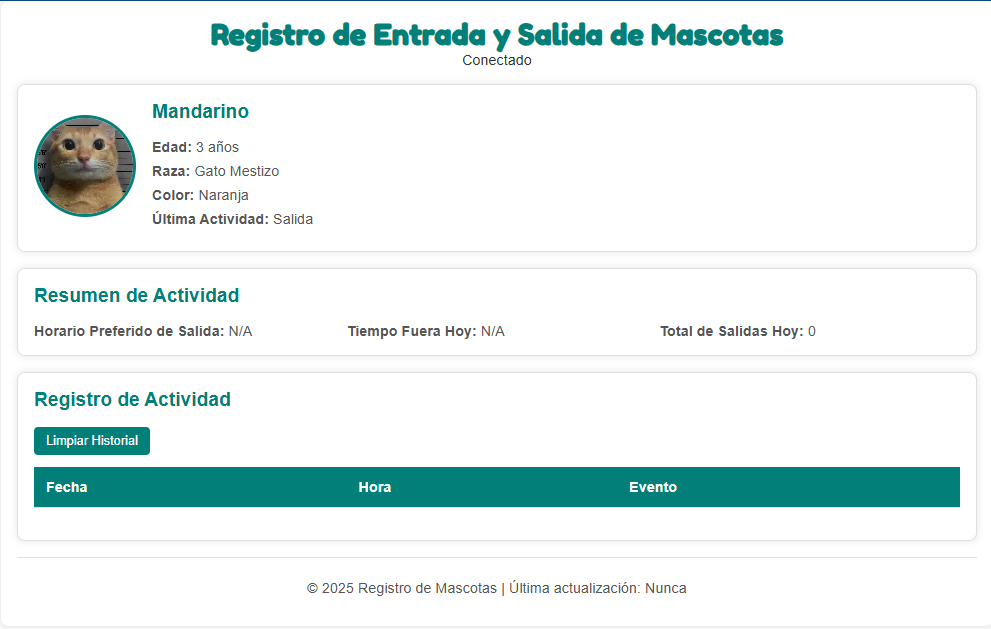 Registro de Entrada y Salida de Mascotas
Conectado
Mandarino
Edad: 3 años
Raza: Gato Mestizo
Color: Naranja
Última Actividad: Salida
Resumen de Actividad
Horario Preferido de Salida: N/A Tiempo Fuera Hoy: N/A Total de Salidas Hoy: 0
Registro de Actividad
Limpiar Historial
Fecha Hora Evento
© 2025 Registro de Mascotas | Última actualización: Nunca